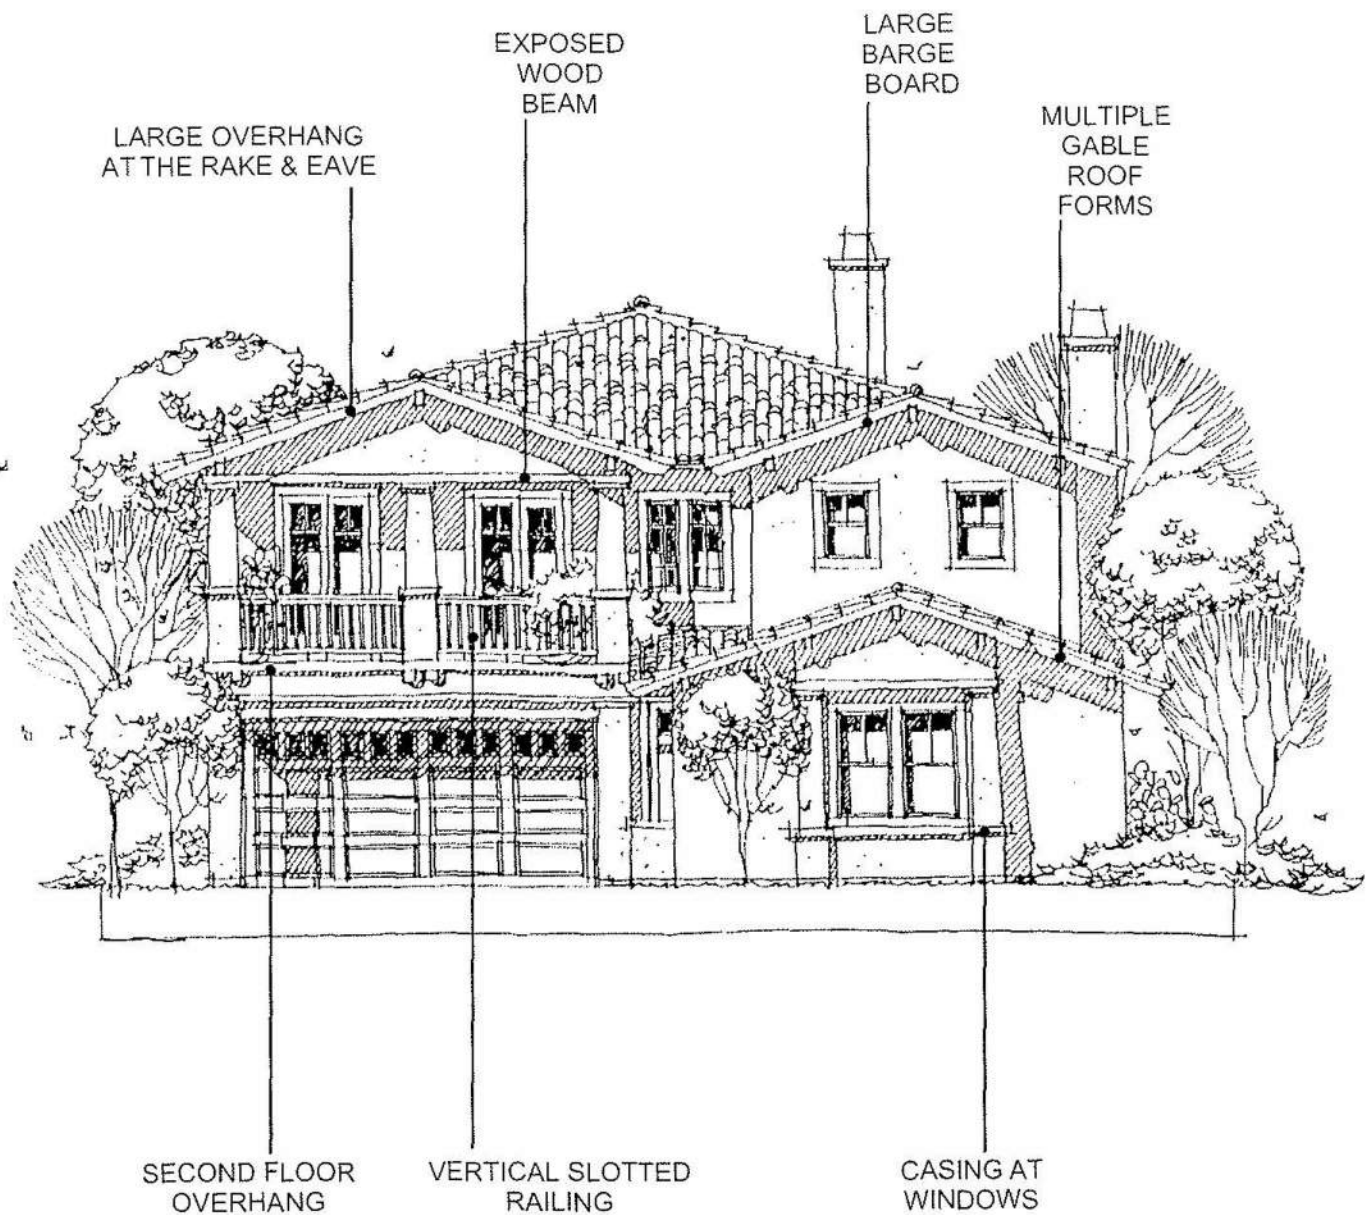 EXPOSED
WOOD
BEAM
LARGE
BARGE
BOARD
LARGE OVERHANG
AT THE RAKE & EAVE
MULTIPLE
GABLE
ROOF
FORMS
SECOND FLOOR
OVERHANG
VERTICAL SLOTTED
RAILING
CASING AT
WINDOWS